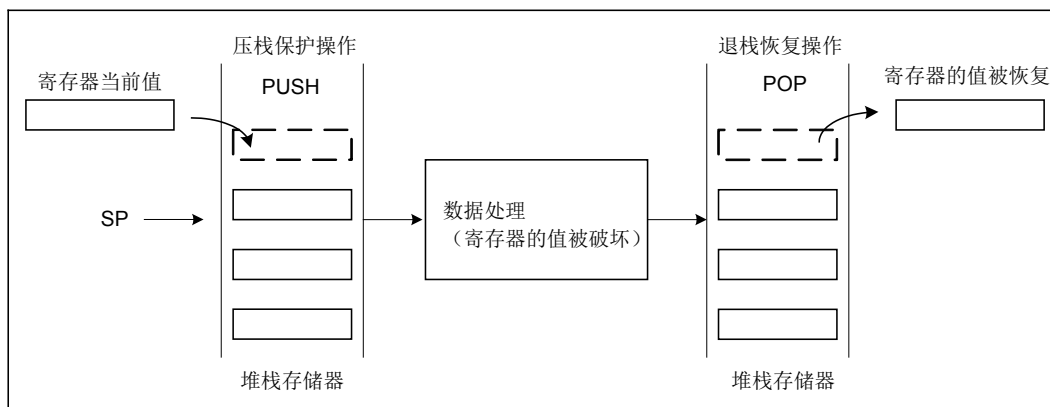 压栈保护操作
退栈恢复操作
寄存器当前值
PUSH
POP
寄存器的值被恢复
SP
数据处理
（寄存器的值被破坏）
堆栈存储器
堆栈存储器